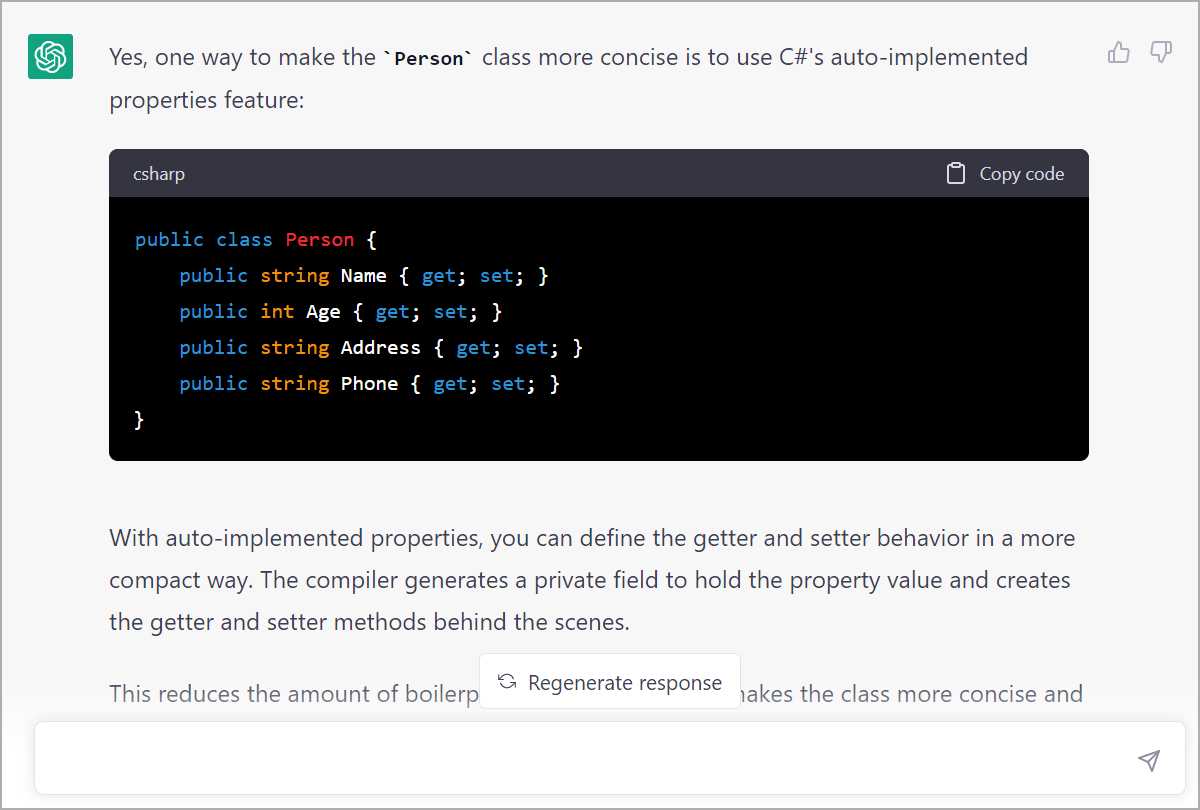 Yes, one way to make the `Person` class more concise is to use C#'s auto-implemented
properties feature:
csharp
Copy code
public class Person {
    public string Name { get; set; }
    public int Age { get; set; }
    public string Address { get; set; }
    public string Phone { get; set; }
}
With auto-implemented properties, you can define the getter and setter behavior in a more
compact way. The compiler generates a private field to hold the property value and creates
the getter and setter methods behind the scenes.
This reduces the amount of the class more concise and
Regenerate response